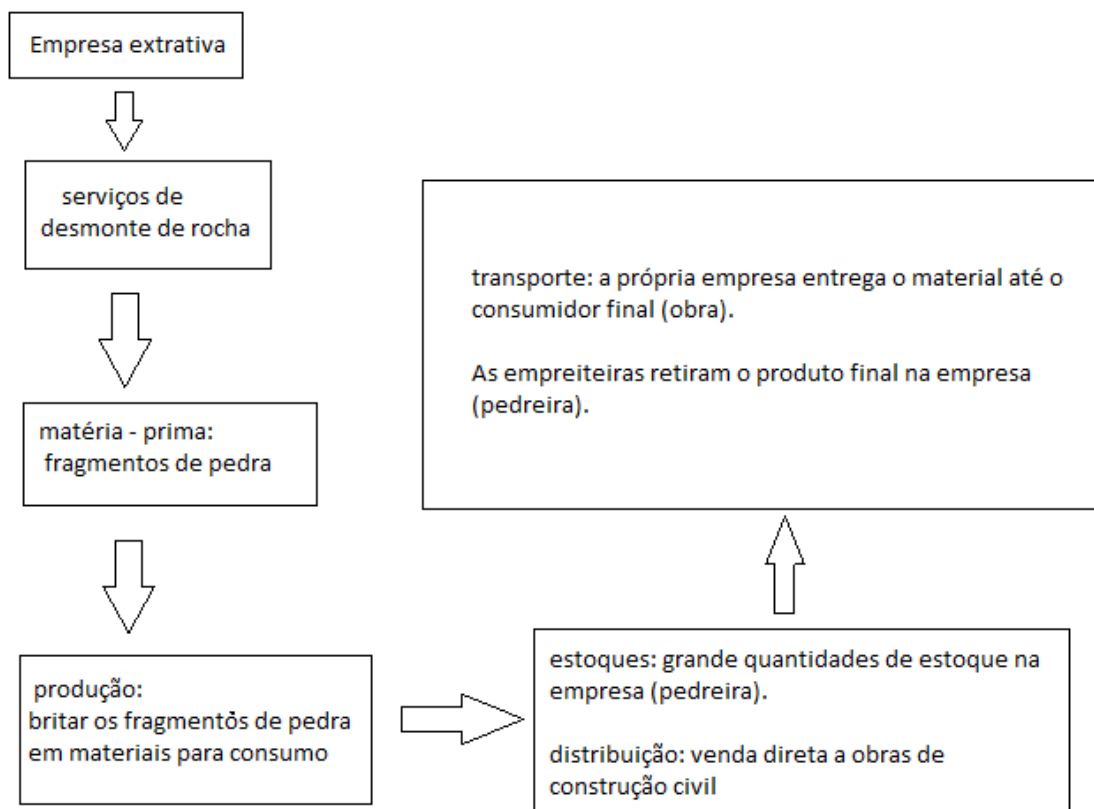 Empresa extrativa
serviços de
desmonte de rocha
matéria - prima:
fragmentos de pedra
produção:
britar os fragmentos de pedra
em materiais para consumo
estoques: grande quantidades de estoque na
empresa (pedreira).
distribuição: venda direta a obras de
construção civil
transporte: a própria empresa entrega o material até o
consumidor final (obra).
As empreiteiras retiram o produto final na empresa
(pedreira).